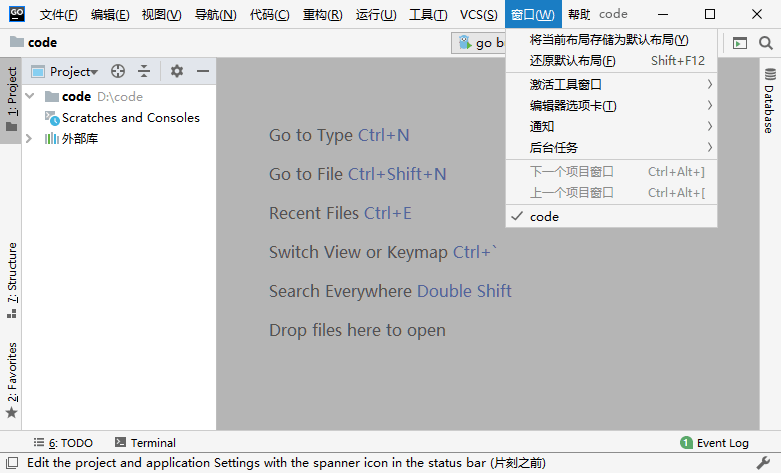 GO 文件(F) 编辑(E) 视图(V) 导航(N) 代码(C) 重构(R) 运行(U) 工具(T) VCS(S) 窗口(W) 帮助 code
code
go b
将当前布局存储为默认布局(Y)
还原默认布局(F) Shift+F12
激活工具窗口
编辑器选项卡(T)
通知
后台任务
下一个项目窗口 Ctrl+Alt+]
上一个项目窗口 Ctrl+Alt+[
code
1: Project
Project
code D:\code
Scratches and Consoles
外部库
Go to Type Ctrl+N
Go to File Ctrl+Shift+N
Recent Files Ctrl+E
Switch View or Keymap Ctrl+`
Search Everywhere Double Shift
Drop files here to open
Database
7: Structure
2: Favorites
6: TODO Terminal 1 Event Log
Edit the project and application Settings with the spanner icon in the status bar (片刻之前)